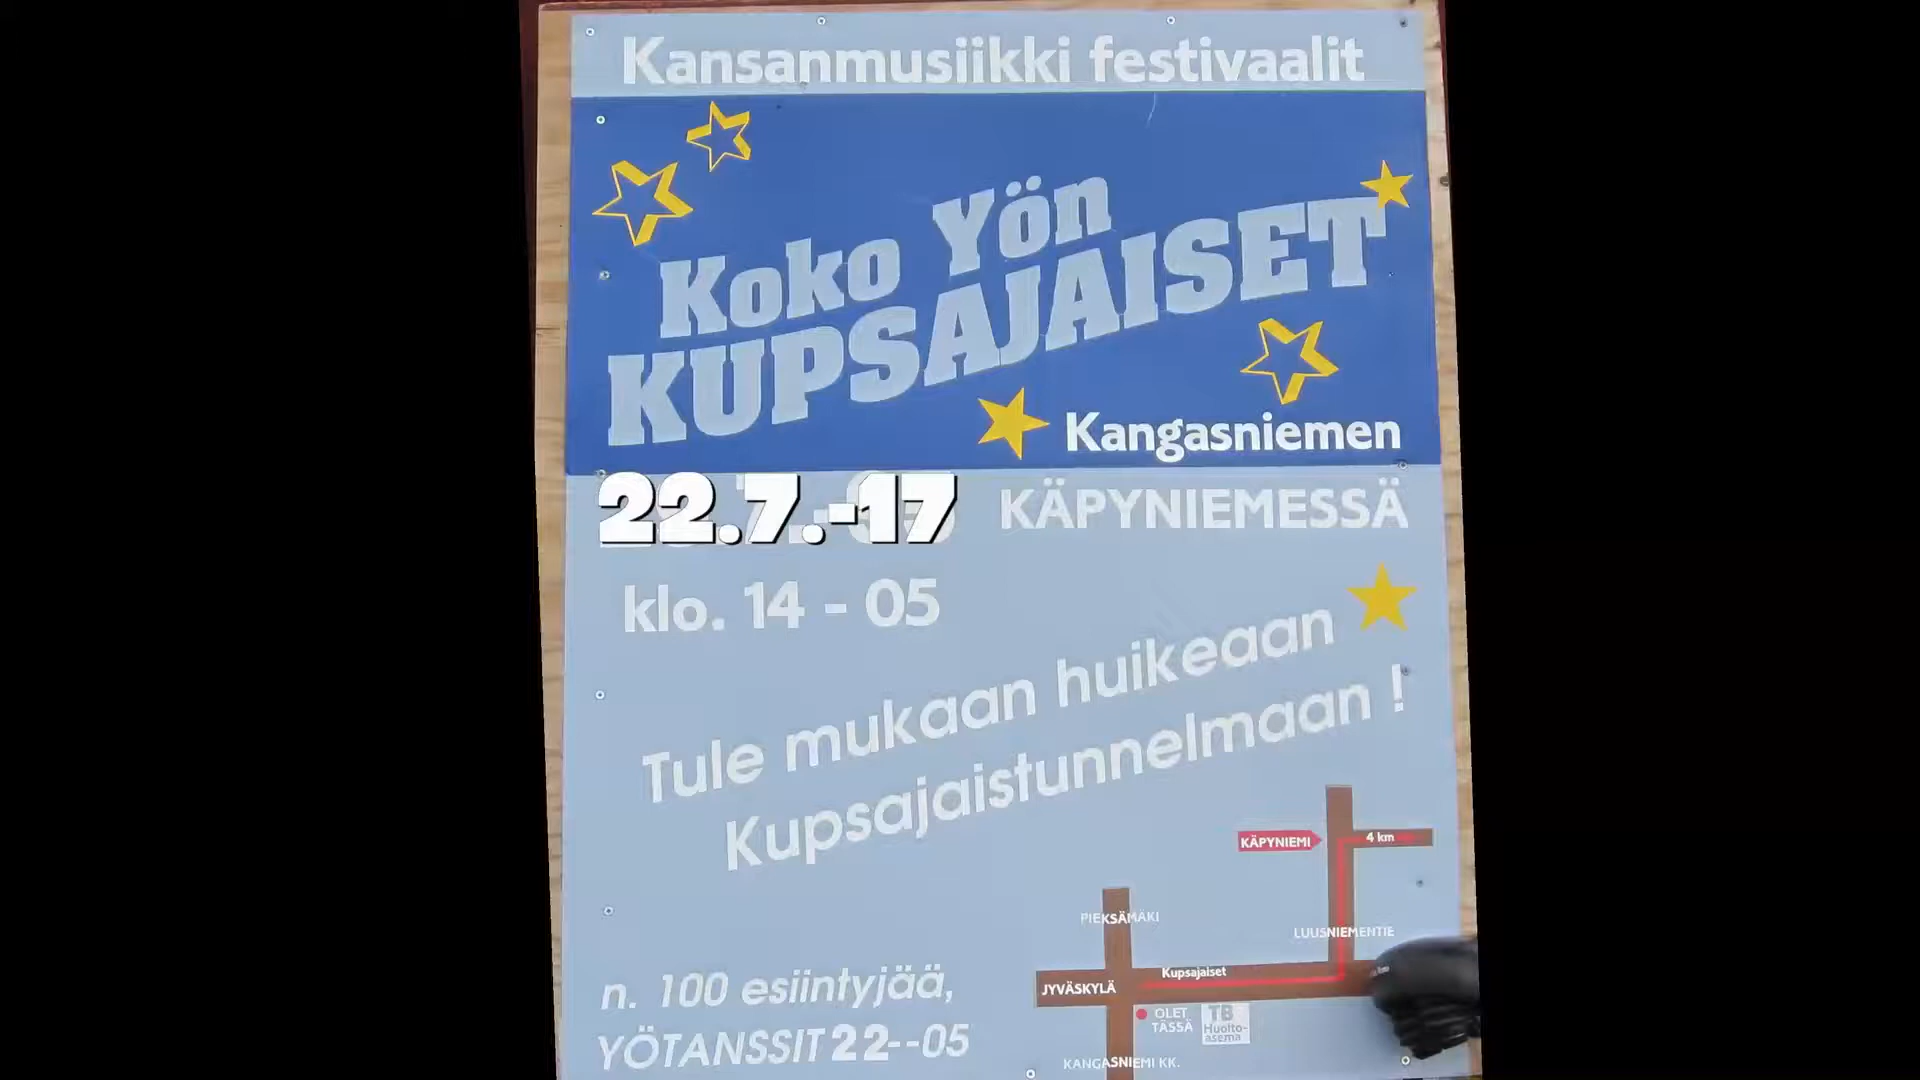 Kansanmusiikki festivaalit
Koko Yön
KUPSAJAISET
Kangasniemen
22.7.-17 KÄPYNIEMESSÄ
klo. 14 - 05
Tule mukaan huikeaan
Kupsajaistunnelmaan !
KÄPYNIEMI
4 km
PIEKSÄMÄKI
LUUSNIEMENTIE
Kupsajaiset
JYVÄSKYLÄ
OLET
TÄSSÄ
TB
Huolto-
asema
KANGASNIEMI KK.
n. 100 esiintyjää,
YÖTANSSIT 22--05